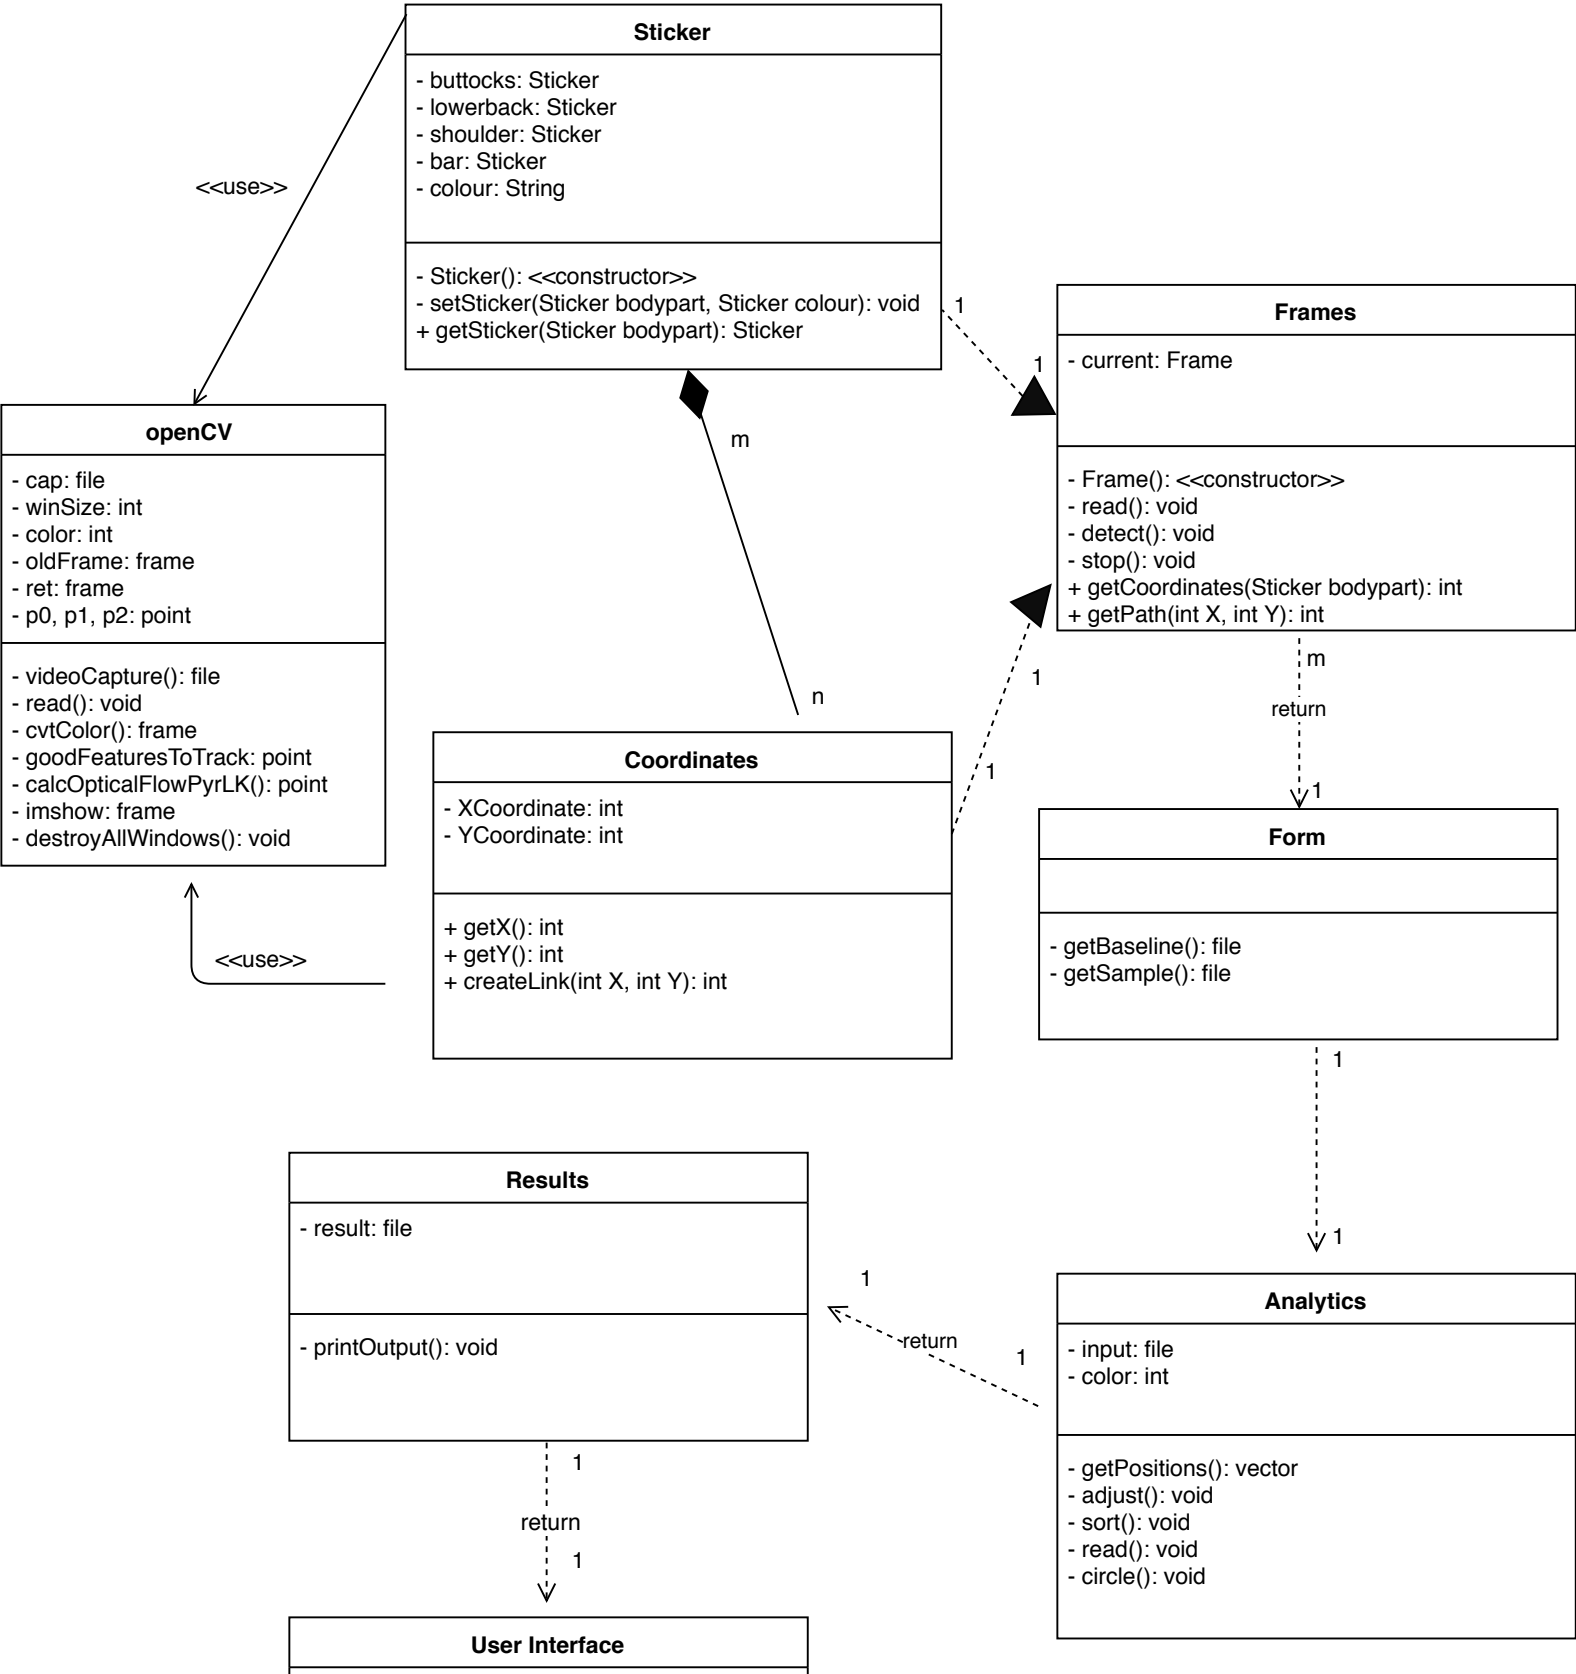 Sticker
- buttocks: Sticker
- lowerback: Sticker
- shoulder: Sticker
- bar: Sticker
- colour: String
- Sticker(): <<constructor>>
- setSticker(Sticker bodypart, Sticker colour): void
+ getSticker(Sticker bodypart): Sticker
<<use>>
1
1
Frames
- current: Frame
- Frame(): <<constructor>>
- read(): void
- detect(): void
- stop(): void
+ getCoordinates(Sticker bodypart): int
+ getPath(int X, int Y): int
openCV
- cap: file
- winSize: int
- color: int
- oldFrame: frame
- ret: frame
- p0, p1, p2: point
- videoCapture(): file
- read(): void
- cvtColor(): frame
- goodFeaturesToTrack: point
- calcOpticalFlowPyrLK(): point
- imshow: frame
- destroyAllWindows(): void
<<use>>
m
n
Coordinates
- XCoordinate: int
- YCoordinate: int
+ getX(): int
+ getY(): int
+ createLink(int X, int Y): int
1
1
m
return
1
Form
- getBaseline(): file
- getSample(): file
1
1
Analytics
- input: file
- color: int
- getPositions(): vector
- adjust(): void
- sort(): void
- read(): void
- circle(): void
1
return
1
Results
- result: file
- printOutput(): void
1
return
1
User Interface